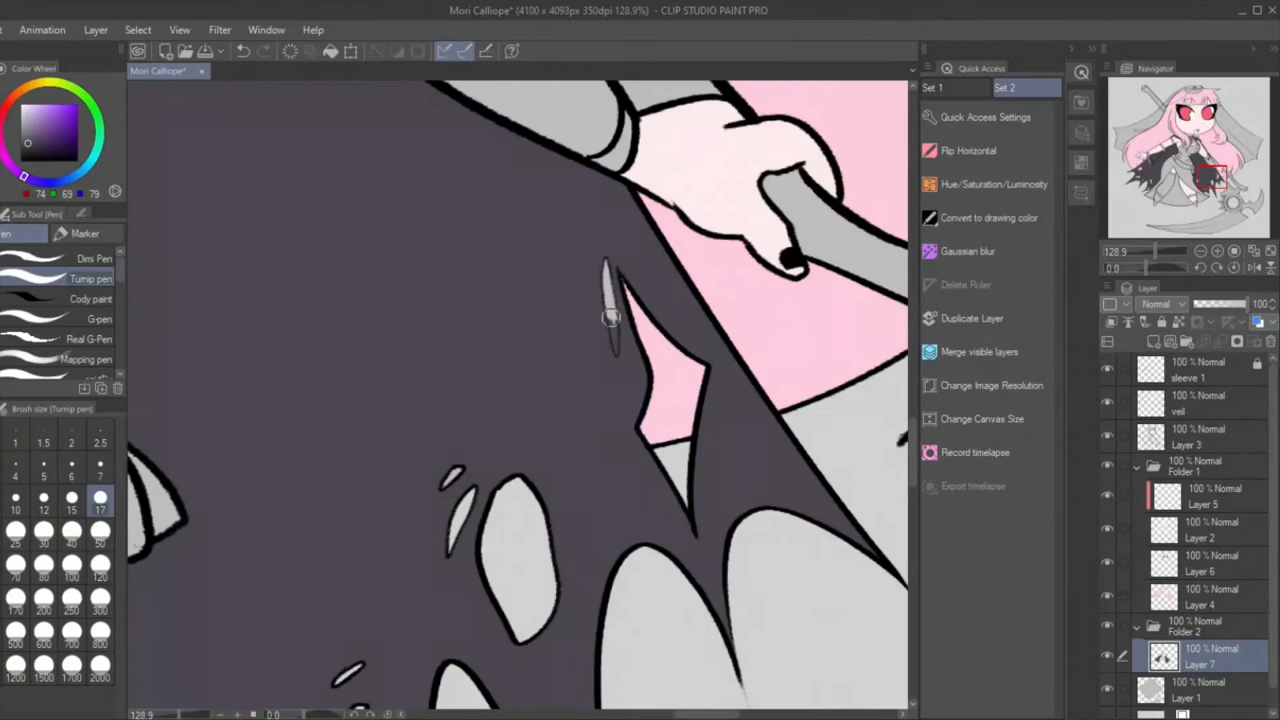 Mori Calliope* (4100 x 4093px 350dpi 128.9%) - CLIP STUDIO PAINT PRO
Animation Layer Select View Filter Window Help
Color Wheel
Mori Calliope*
Quick Access
Navigator
Set 1 Set 2
Quick Access Settings
Flip Horizontal
Hue/Saturation/Luminosity
Convert to drawing color
Gaussian blur
Delete Ruler
Duplicate Layer
Merge visible layers
Change Image Resolution
Change Canvas Size
Record timelapse
Export timelapse
74 69 79
Sub Tool [Pen]
Marker
Dimi Pen
Turnip pen
Cody paint
G-pen
Real G-Pen
Mapping pen
Brush size [Turnip pen]
1 1.5 2 2.5
4 5 6 7
10 12 15 17
25 30 40 50
70 80 100 120
170 200 250 300
500 600 700 800
1200 1500 1700 2000
128.9
0.0
Layer
Normal 100
100 % Normal
sleeve 1
100 % Normal
veil
100 % Normal
Layer 3
100 % Normal
Folder 1
100 % Normal
Layer 5
100 % Normal
Layer 2
100 % Normal
Layer 6
100 % Normal
Layer 4
100 % Normal
Folder 2
100 % Normal
Layer 7
100 % Normal
Layer 1
128.9 0.0